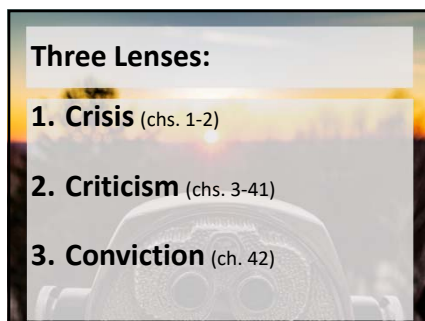 Three Lenses:
1. Crisis (chs. 1-2)
2. Criticism (chs. 3-41)
3. Conviction (ch. 42)